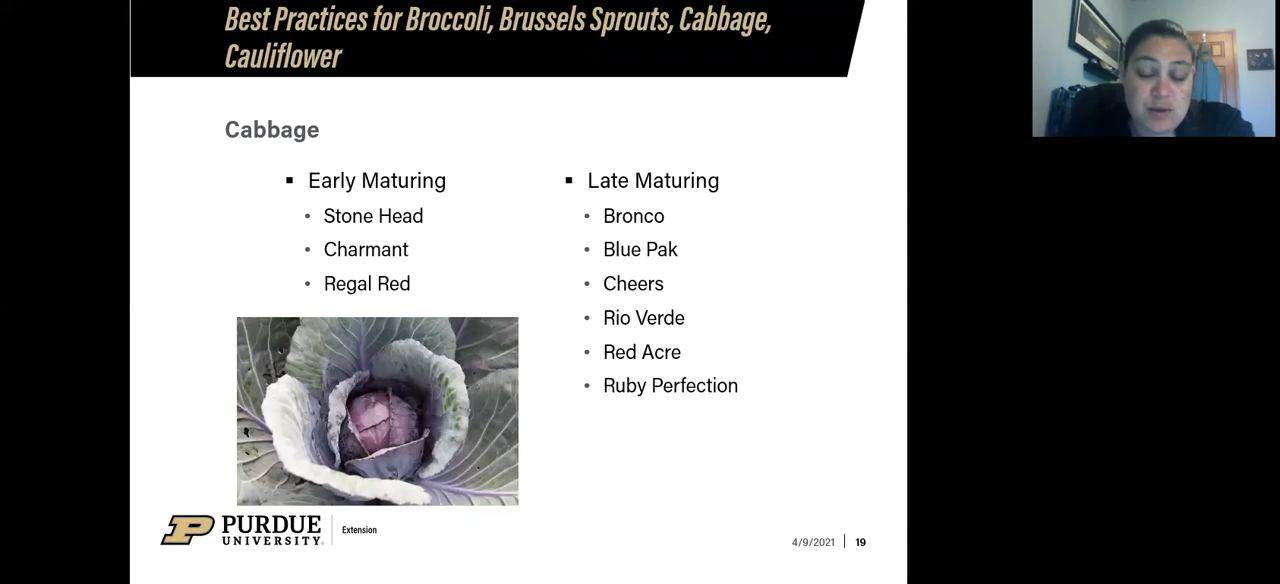 Best Practices for Broccoli, Brussels Sprouts, Cabbage,
Cauliflower
Cabbage
Early Maturing
Stone Head
Charmant
Regal Red
Late Maturing
Bronco
Blue Pak
Cheers
Rio Verde
Red Acre
Ruby Perfection
PURDUE
UNIVERSITY®
Extension
4/9/2021
19